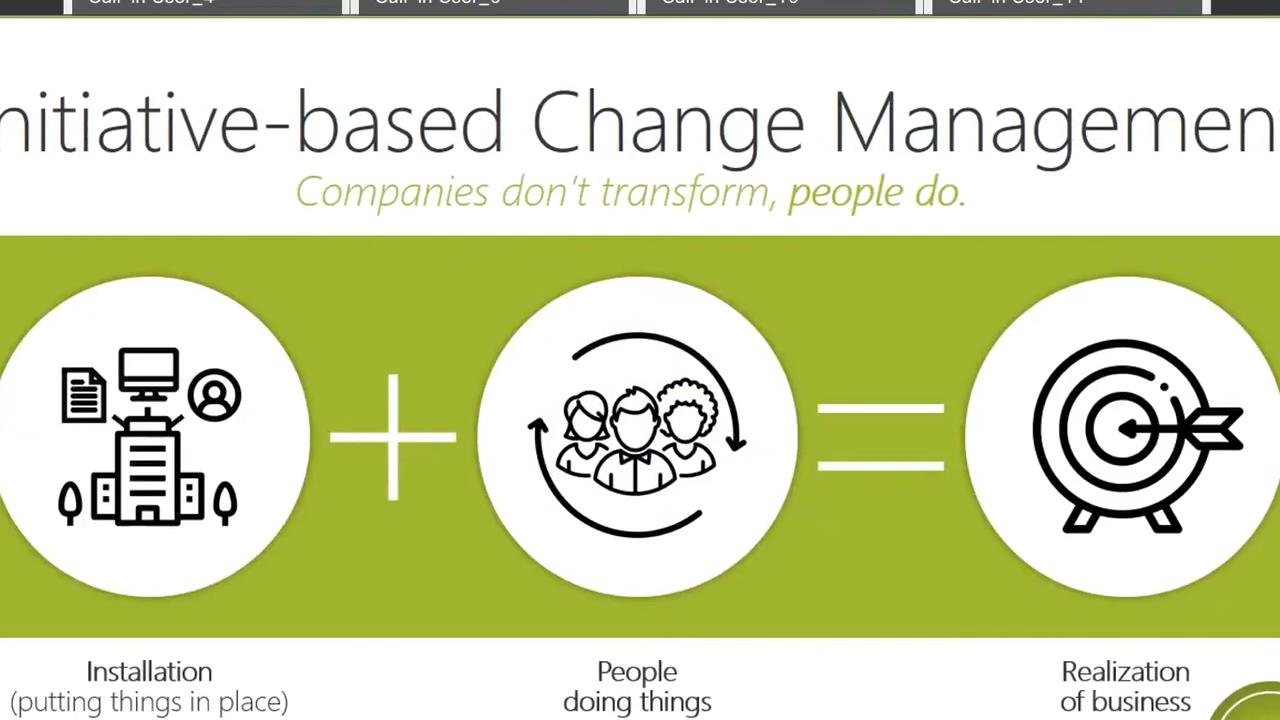 nitiative-based Change Managemen
Companies don't transform, people do.
Installation
(putting things in place)
People
doing things
Realization
of business